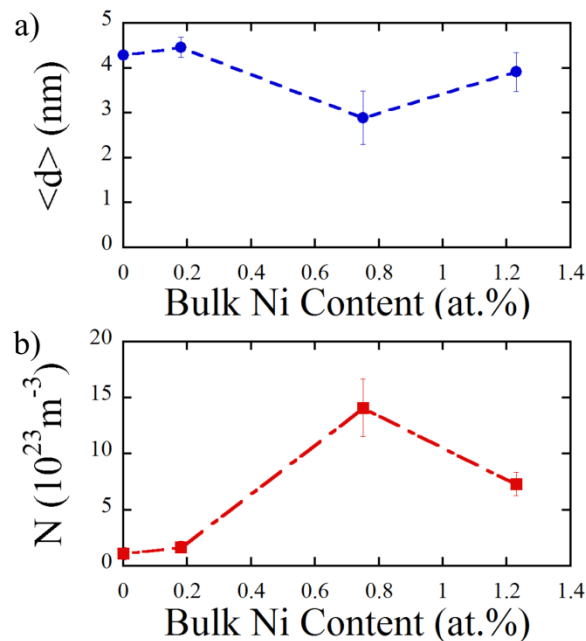 a)
5
4
3
2
1
0
<d> (nm)
0 0.2 0.4 0.6 0.8 1 1.2 1.4
Bulk Ni Content (at.%)
b)
20
15
10
5
0
N (10²³m⁻³)
0 0.2 0.4 0.6 0.8 1 1.2 1.4
Bulk Ni Content (at.%)